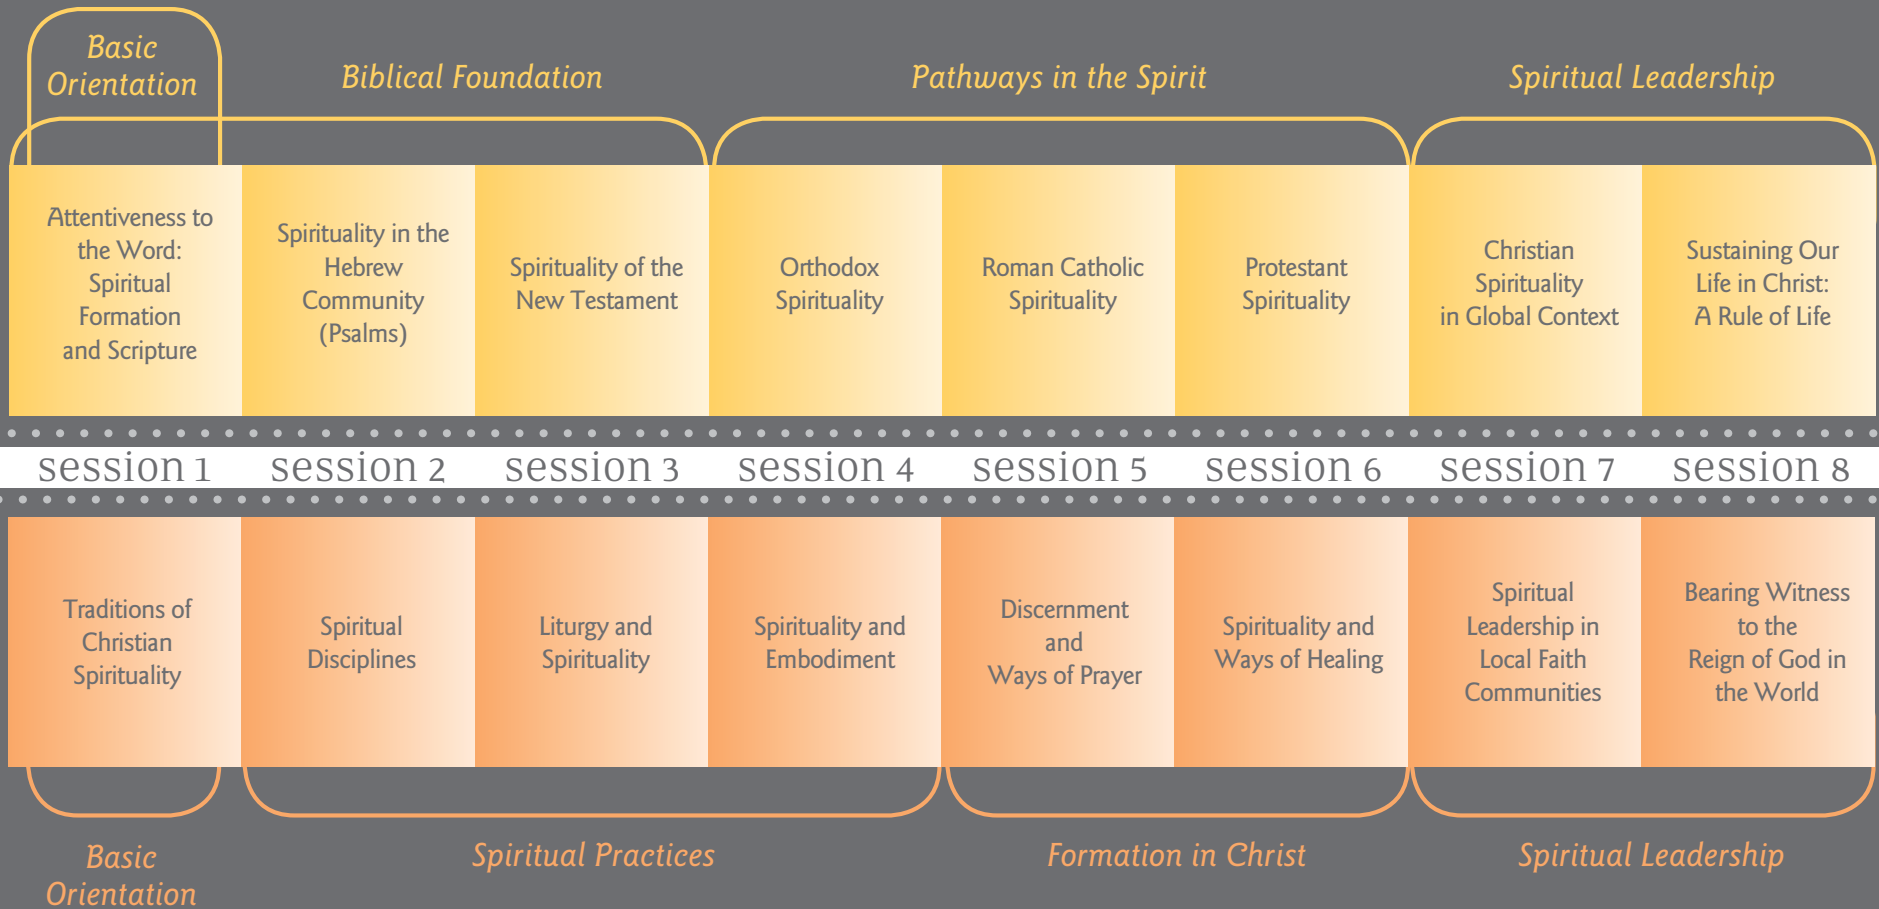 Basic
Orientation
Biblical Foundation
Pathways in the Spirit
Spiritual Leadership
Attentiveness to
the Word:
Spiritual
Formation
and Scripture
Spirituality in the
Hebrew
Community
(Psalms)
Spirituality of the
New Testament
Orthodox
Spirituality
Roman Catholic
Spirituality
Protestant
Spirituality
Christian
Spirituality
in Global Context
Sustaining Our
Life in Christ:
A Rule of Life
session 1
session 2
session 3
session 4
session 5
session 6
session 7
session 8
Traditions of
Christian
Spirituality
Spiritual
Disciplines
Liturgy and
Spirituality
Spirituality and
Embodiment
Discernment
and
Ways of Prayer
Spirituality and
Ways of Healing
Spiritual
Leadership in
Local Faith
Communities
Bearing Witness
to the
Reign of God in
the World
Basic
Orientation
Spiritual Practices
Formation in Christ
Spiritual Leadership